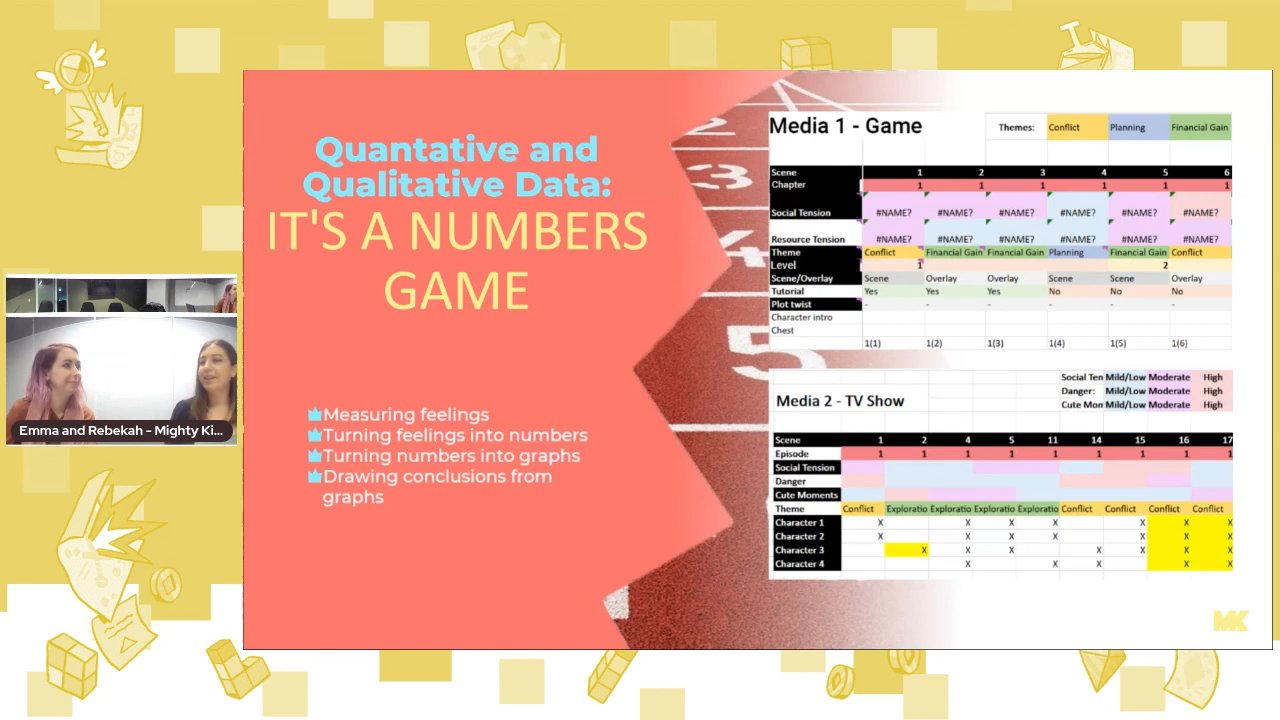 Quantative and
Qualitative Data:
IT'S A NUMBERS
GAME
Measuring feelings
Turning feelings into numbers
Turning numbers into graphs
Drawing conclusions from
graphs
Emma and Rebekah - Mighty Ki...
2
3
4
5
Media 1 - Game Themes: Conflict Planning Financial Gain
Scene 1 2 3 4 5 6
Chapter 1 1 1 1 1 1
Social Tension #NAME? #NAME? #NAME? #NAME? #NAME? #NAME?
Resource Tension #NAME? #NAME? #NAME? #NAME? #NAME? #NAME?
Theme Conflict Financial Gain Financial Gain Planning Financial Gain Conflict
Level 1 2
Scene/Overlay Scene Overlay Overlay Scene Scene Overlay
Tutorial Yes Yes Yes No No No
Plot twist - - - - - -
Character intro
Chest
1(1) 1(2) 1(3) 1(4) 1(5) 1(6)
Social Ten Mild/Low Moderate High
Danger: Mild/Low Moderate High
Cute Mom Mild/Low Moderate High
Media 2 - TV Show
Scene 1 2 4 5 11 14 15 16 17
Episode 1 1 1 1 1 1 1 1 1
Social Tension
Danger
Cute Moments
Theme Conflict Exploratio Exploratio Exploratio Exploratio Conflict Conflict Conflict Conflict
Character 1 X X X X X X X
Character 2 X X X X X X X
Character 3 X X X X X X X
Character 4 X X X X X
MK